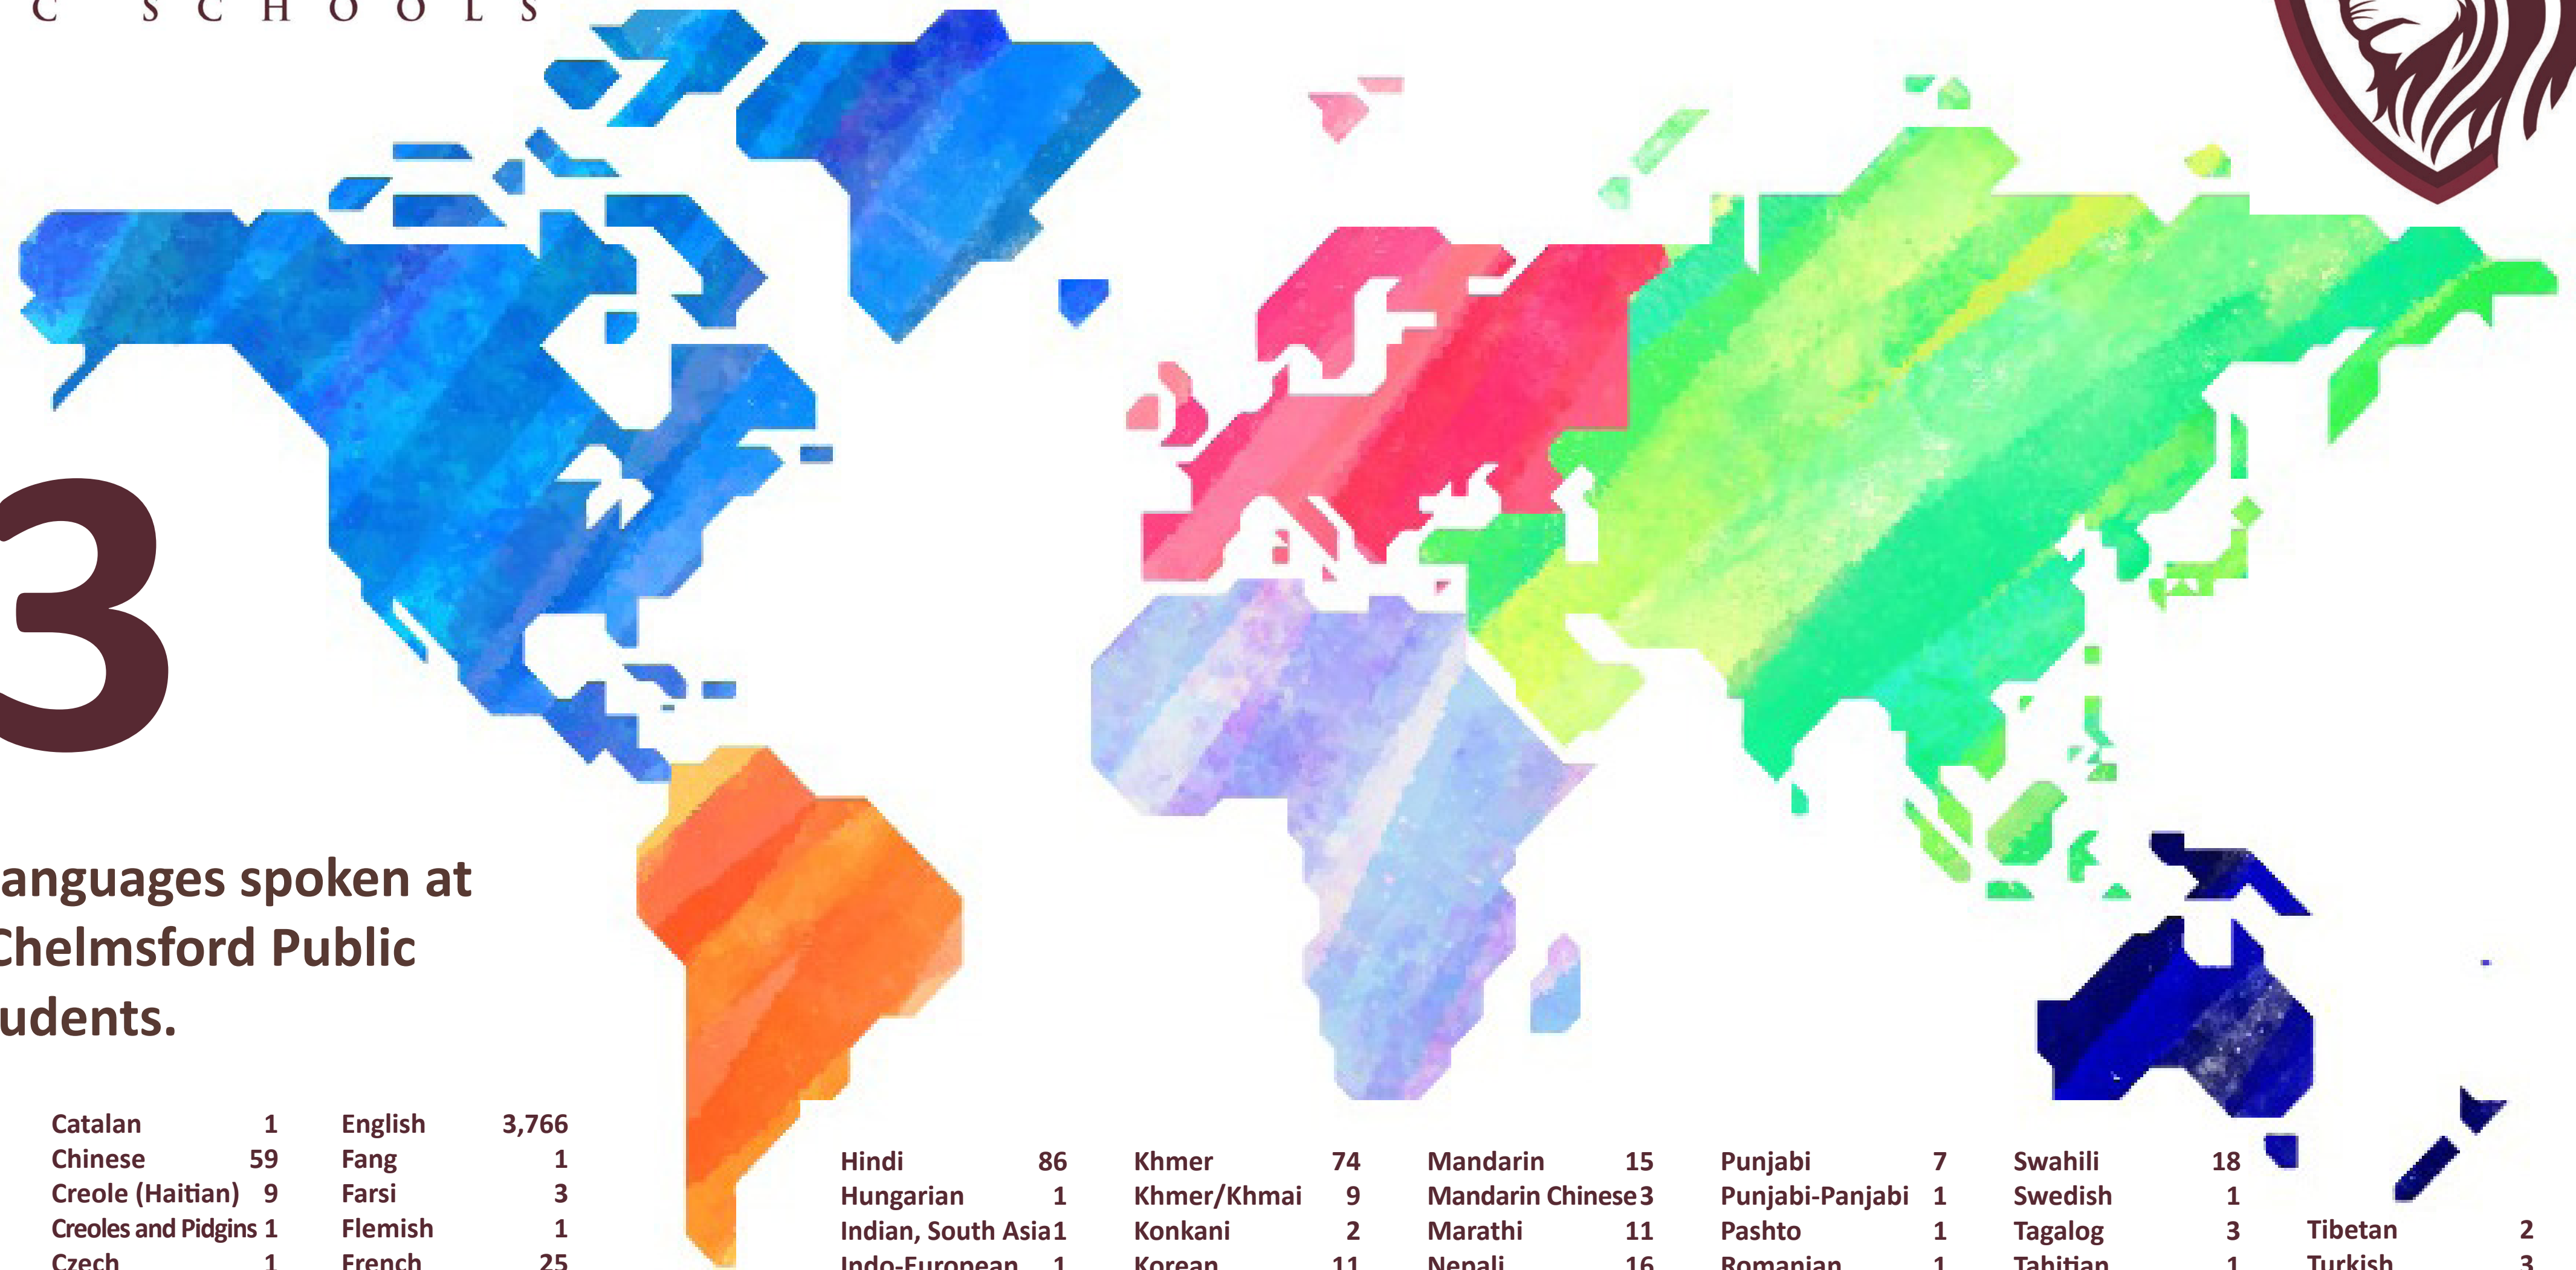 C SCHOOLS
3
anguages spoken at
Chelmsford Public
udents.
Catalan 1
Chinese 59
Creole (Haitian) 9
Creoles and Pidgins 1
Czech 1
English 3,766
Fang 1
Farsi 3
Flemish 1
French 25
Hindi 86
Hungarian 1
Indian, South Asia 1
Indo-European 1
Khmer 74
Khmer/Khmai 9
Konkani 2
Korean 11
Mandarin 15
Mandarin Chinese 3
Marathi 11
Nepali 16
Punjabi 7
Punjabi-Panjabi 1
Pashto 1
Romanian 1
Swahili 18
Swedish 1
Tagalog 3
Tahitian 1
Tibetan 2
Turkish 3